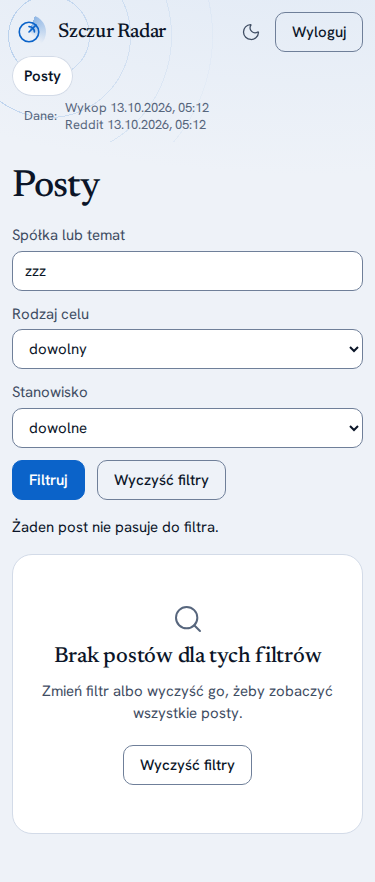 Szczur Radar
Wyloguj
Posty
Dane:
Wykop 13.10.2026, 05:12
Reddit 13.10.2026, 05:12
Posty
Spółka lub temat
zzz
Rodzaj celu
dowolny
Stanowisko
dowolne
Filtruj
Wyczyść filtry
Żaden post nie pasuje do filtra.
Brak postów dla tych filtrów
Zmień filtr albo wyczyść go, żeby zobaczyć
wszystkie posty.
Wyczyść filtry